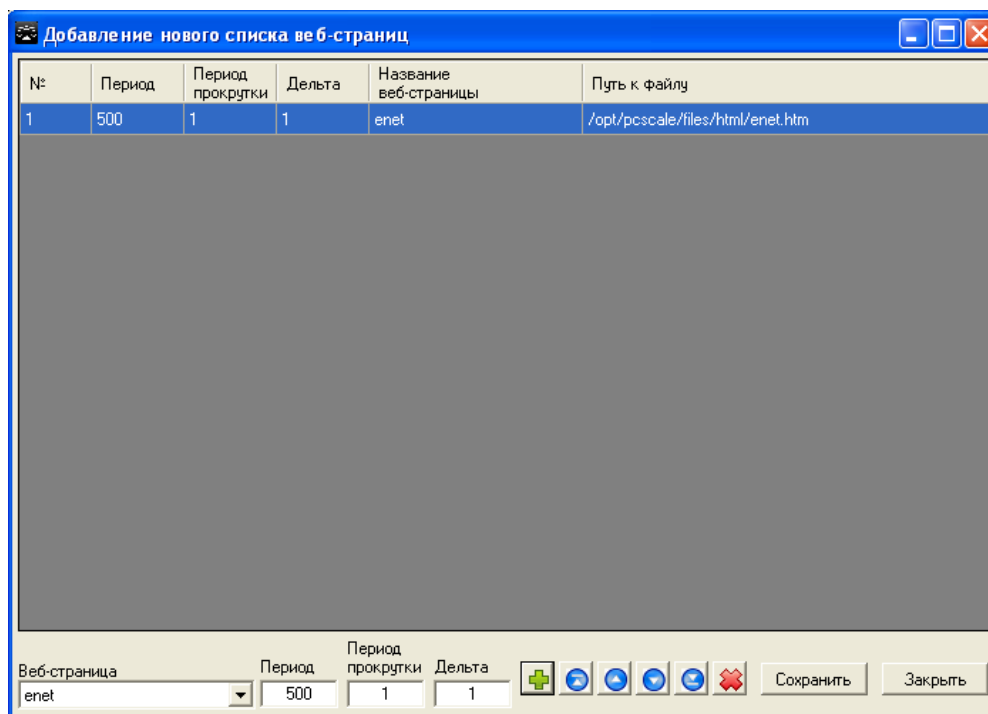 Добавление нового списка веб-страниц
№ Период Период прокрутки Дельта Название веб-страницы Путь к файлу
1 500 1 1 enet /opt/pcscale/files/html/enet.htm
Веб-страница Период Период прокрутки Дельта
enet 500 1 1 Сохранить Закрыть